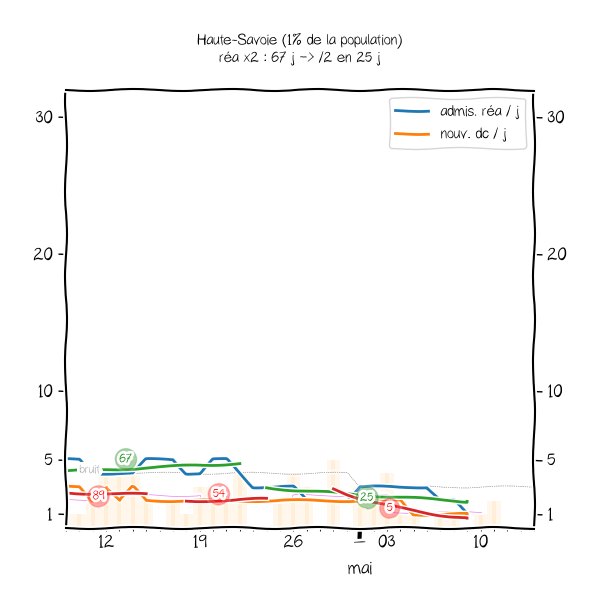 Haute-Savoie (1% de la population)
réa x2 : 67 j -> /2 en 25 j
admis. réa / j
nouv. dc / j
30 30
20 20
10 10
5 5
1 1
bruit
67
89
54
25
5
12 19 26 03 10
mai